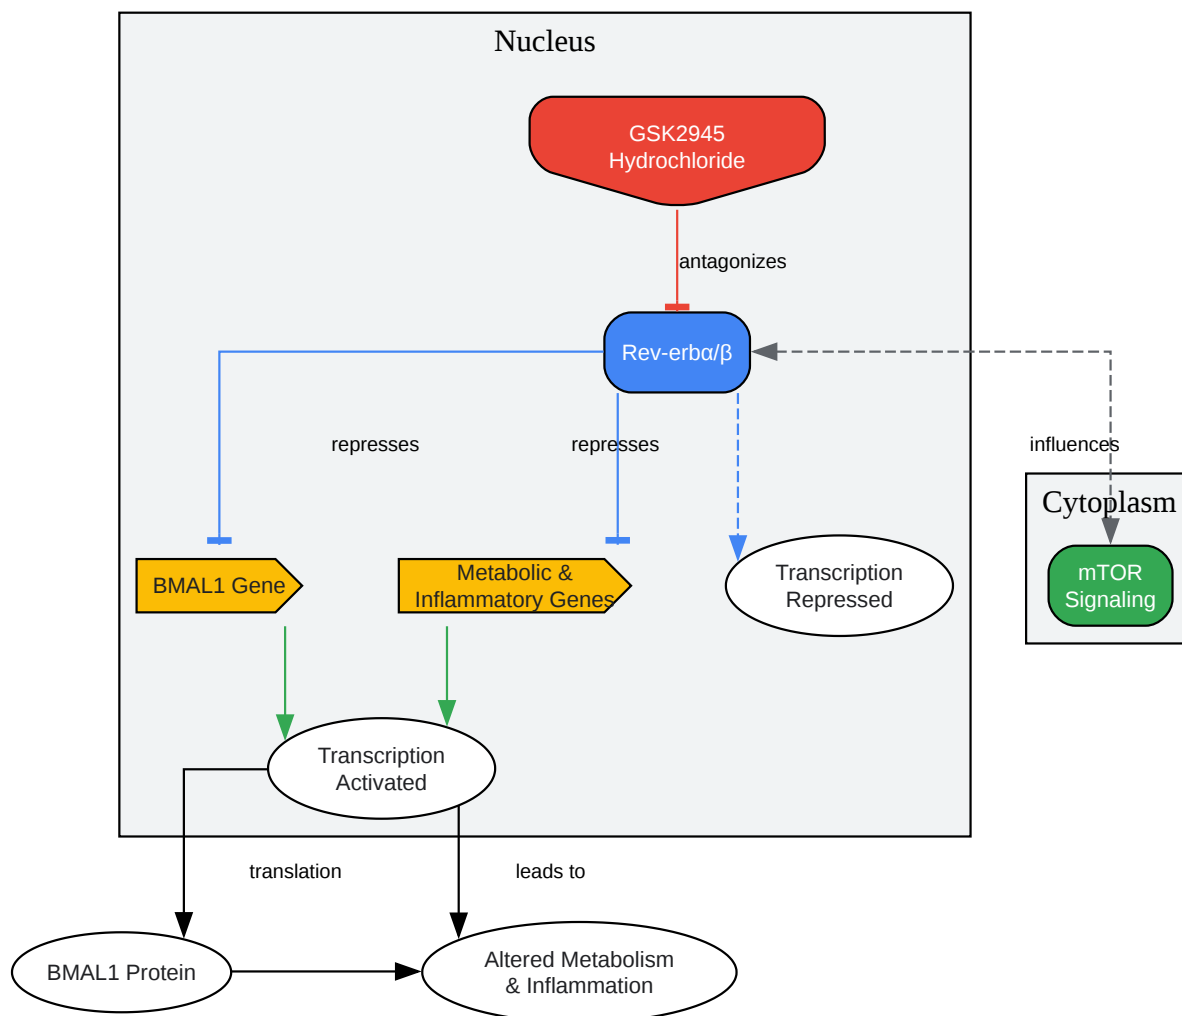 Nucleus
GSK2945
Hydrochloride
antagonizes
Rev-erbα/β
represses
represses
influences
Cytoplasm
BMAL1 Gene
Metabolic &
Inflammatory Genes
Transcription
Repressed
mTOR
Signaling
Transcription
Activated
translation
leads to
BMAL1 Protein
Altered Metabolism
& Inflammation